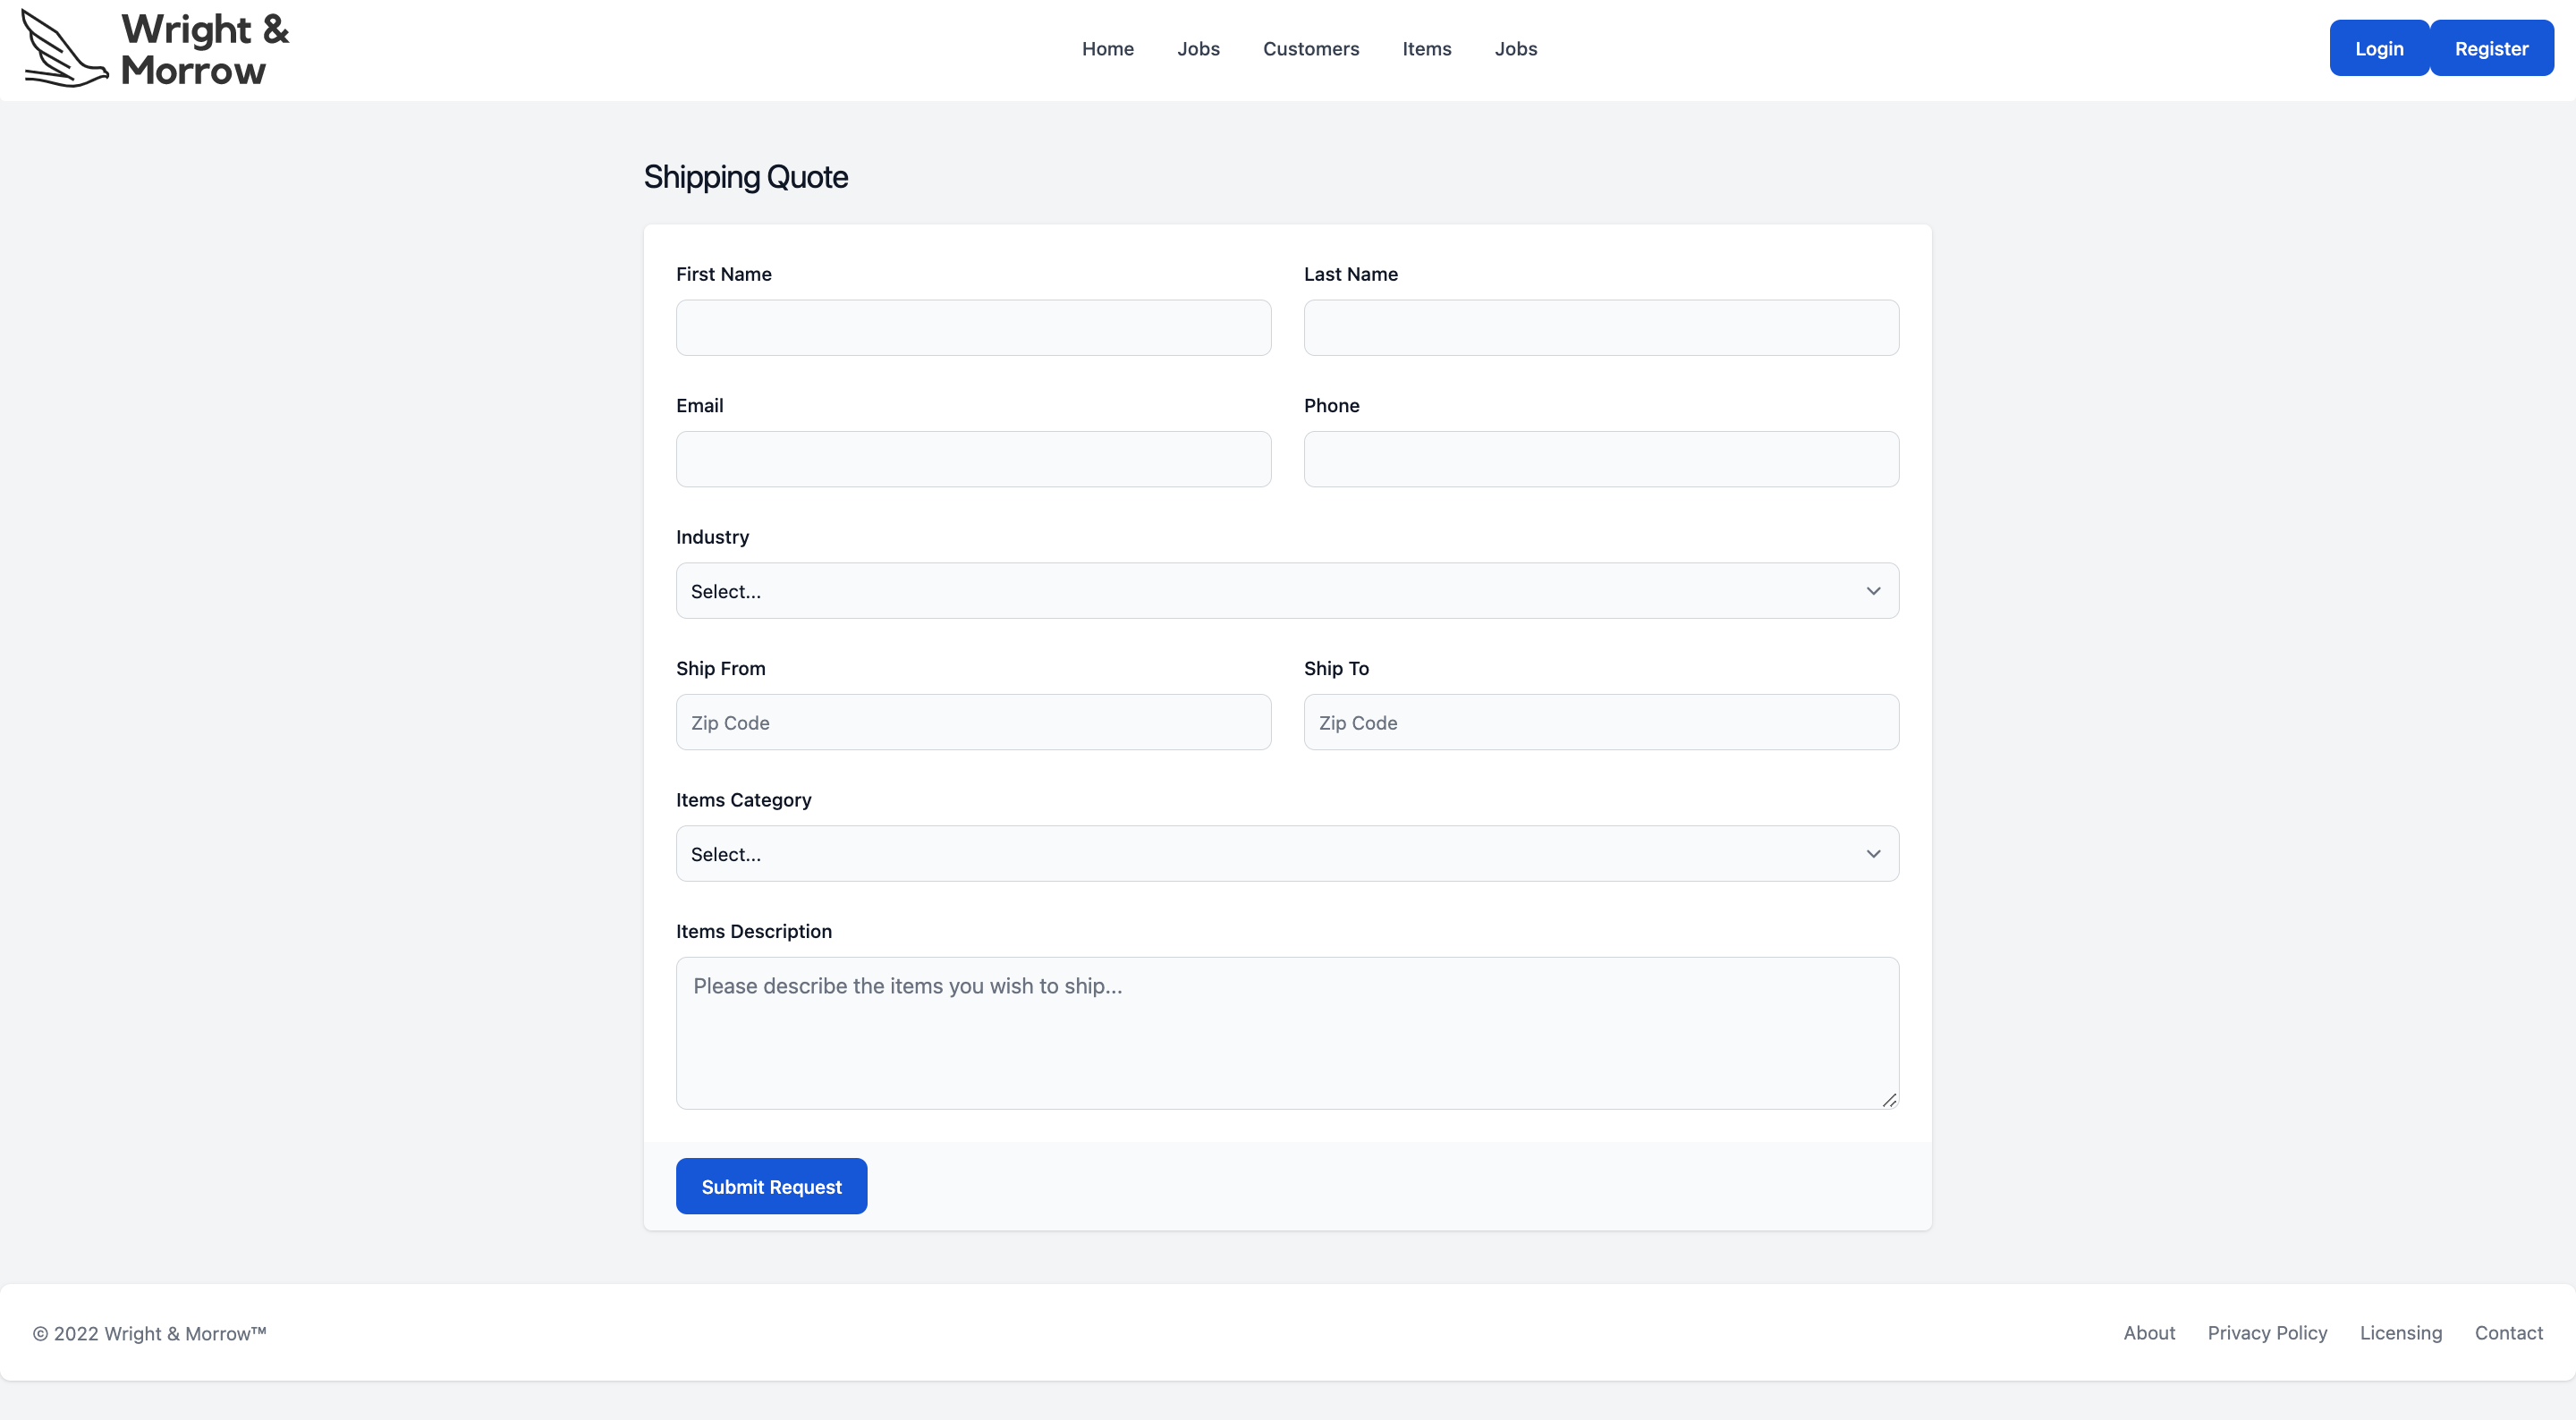 Wright &
Morrow
Home Jobs Customers Items Jobs
Login Register
Shipping Quote
First Name Last Name
Email Phone
Industry
Select...
Ship From Ship To
Zip Code Zip Code
Items Category
Select...
Items Description
Please describe the items you wish to ship...
Submit Request
© 2022 Wright & Morrow™
About Privacy Policy Licensing Contact